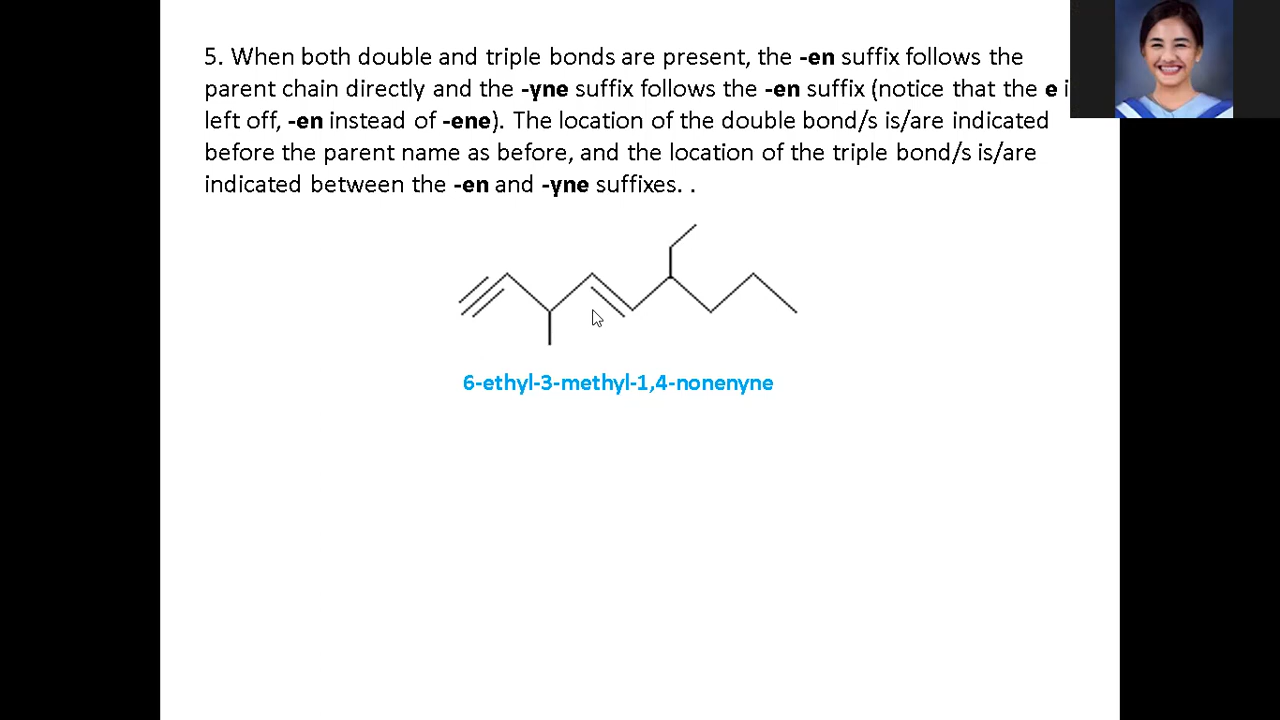 5. When both double and triple bonds are present, the -en suffix follows the
parent chain directly and the -yne suffix follows the -en suffix (notice that the e i
left off, -en instead of -ene). The location of the double bond/s is/are indicated
before the parent name as before, and the location of the triple bond/s is/are
indicated between the -en and -yne suffixes. .
6-ethyl-3-methyl-1,4-nonenyne